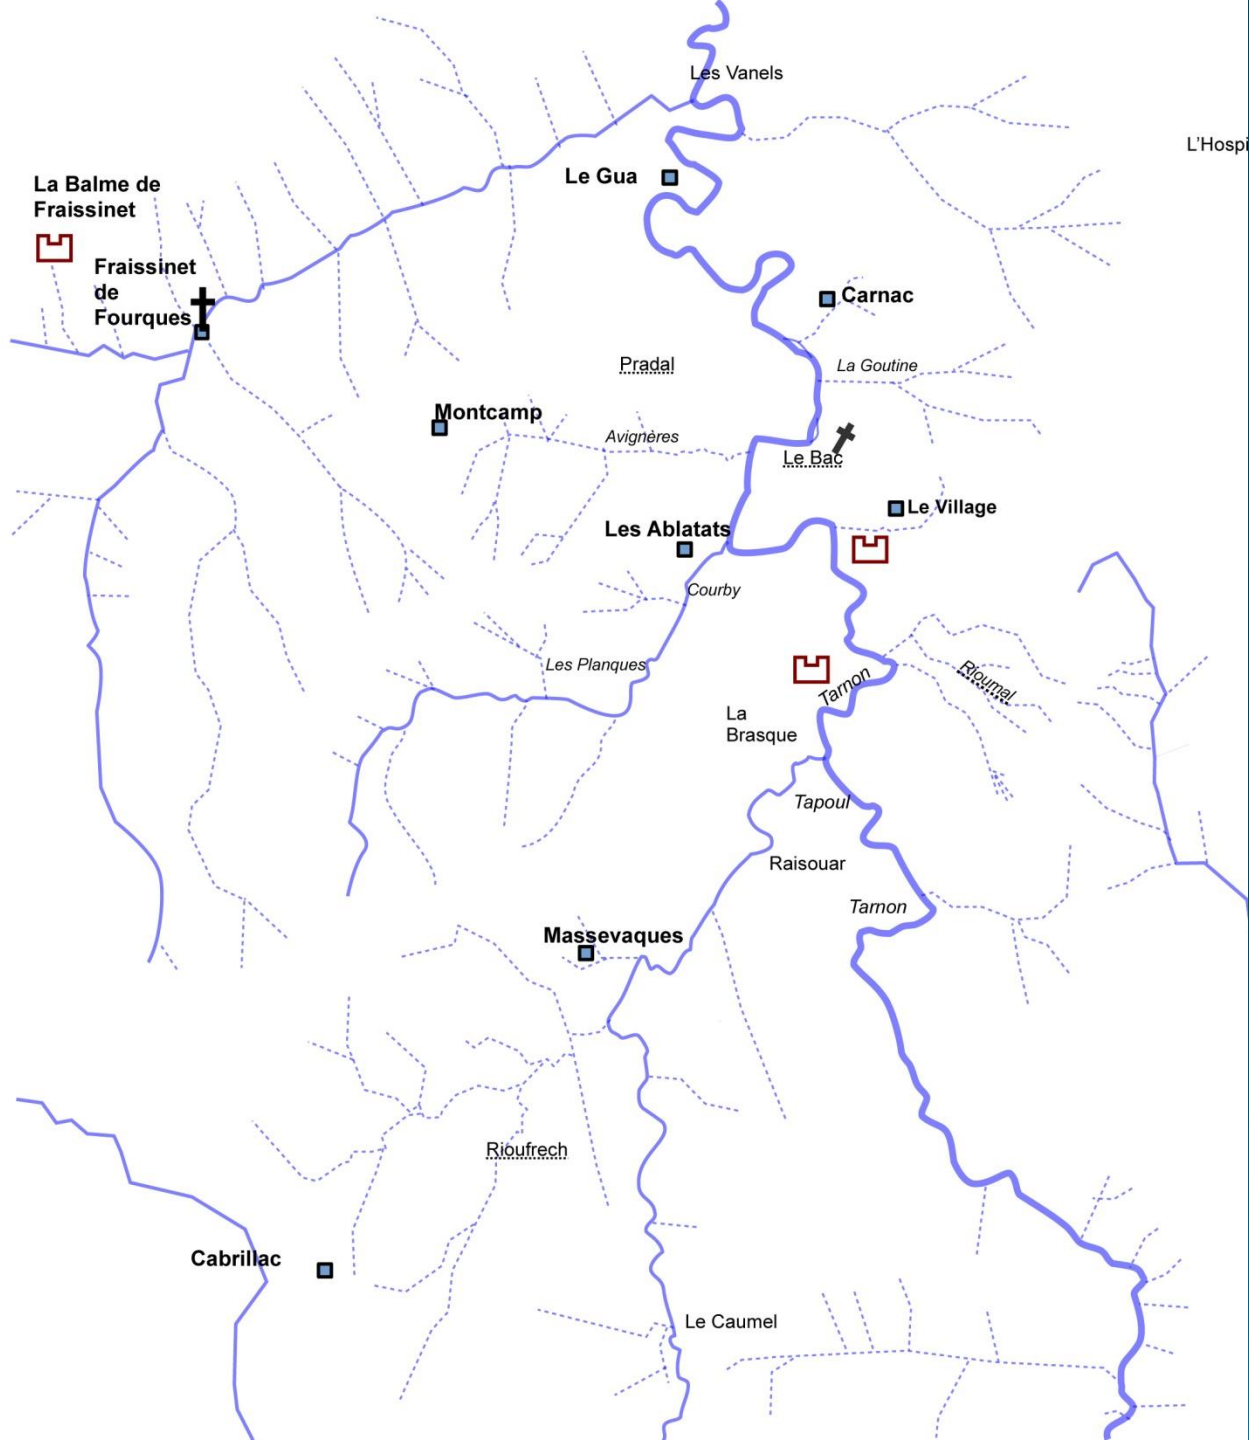 Les Vanels
L'Hospi
Le Gua
La Balme de
Fraissinet
Fraissinet
de
Fourques
Carnac
Pradal
La Goutine
Montcamp
Avignères
Le Bac
Le Village
Les Ablatats
Courby
Les Planques
Rioumal
Tarnon
La
Brasque
Tapoul
Raisouar
Tarnon
Massevaques
Rioufrech
Cabrillac
Le Caumel